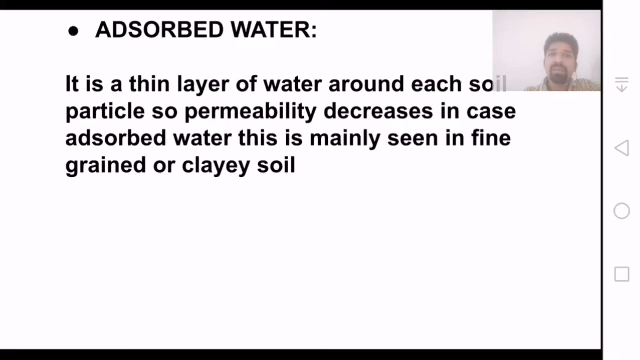 ● ADSORBED WATER:
It is a thin layer of water around each soil
particle so permeability decreases in case
adsorbed water this is mainly seen in fine
grained or clayey soil